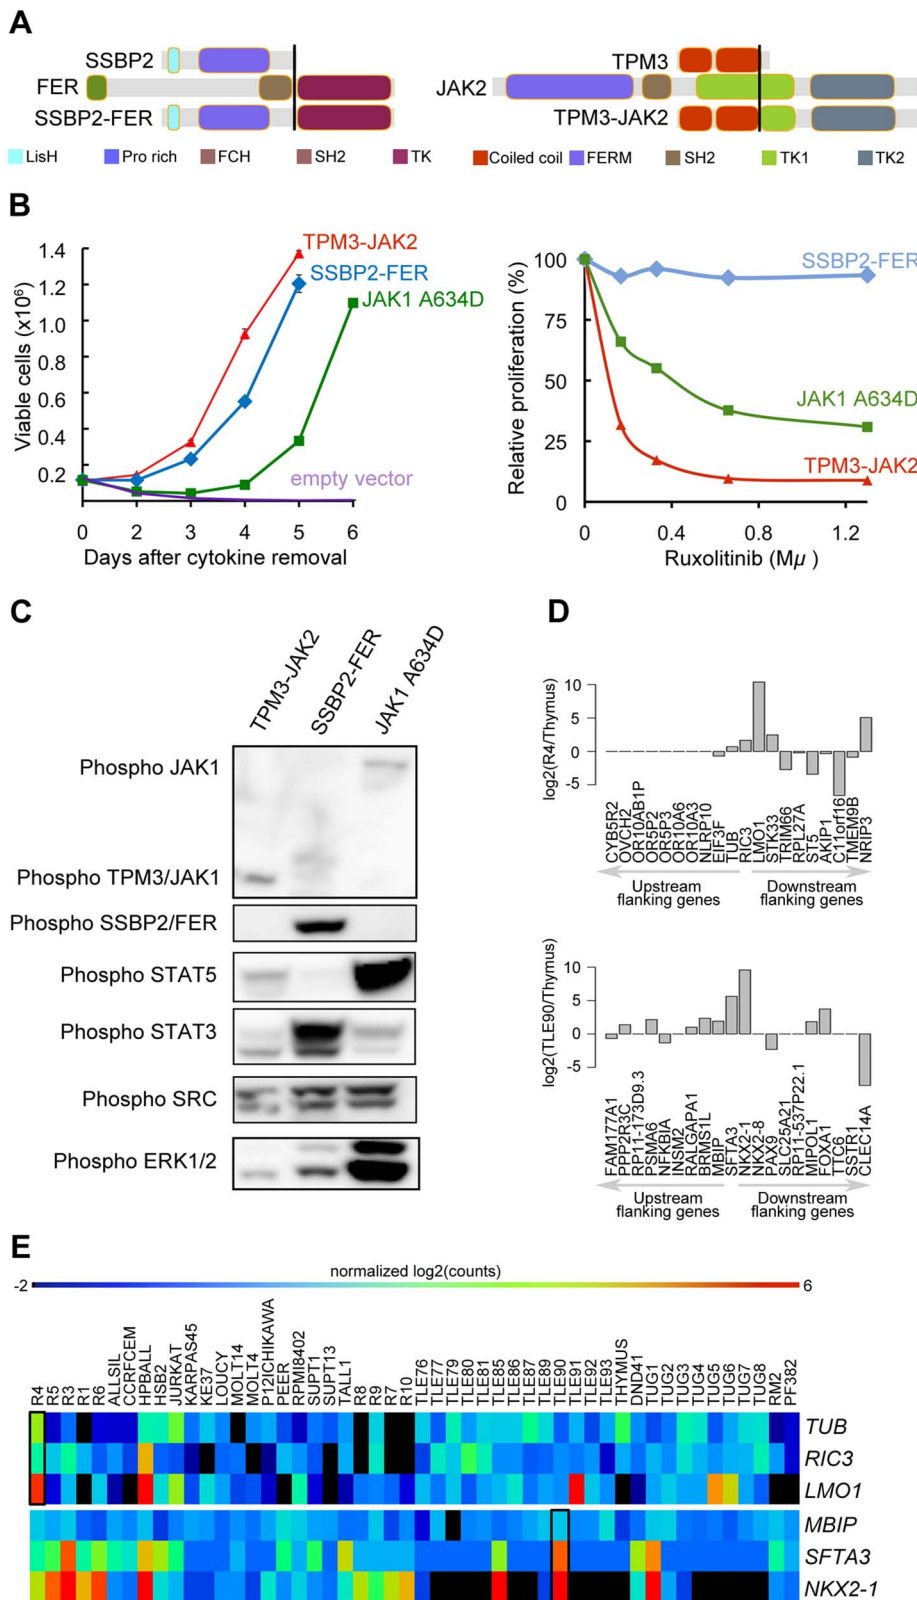 A
SSBP2
FER
SSBP2-FER
LisH
Pro rich
FCH
SH2
TK
TPM3
JAK2
TPM3-JAK2
Coiled coil
FERM
SH2
TK1
TK2
B
Viable cells (x10⁶)
1.4
1.2
1.0
0.6
0.4
0.2
0 2 3 4 5 6
Days after cytokine removal
TPM3-JAK2
SSBP2-FER
JAK1 A634D
empty vector
Relative proliferation (%)
100
75
50
25
0
0 0.4 0.8 1.2
Ruxolitinib (Mμ )
SSBP2-FER
JAK1 A634D
TPM3-JAK2
C
TPM3-JAK2
SSBP2-FER
JAK1 A634D
Phospho JAK1
Phospho TPM3/JAK1
Phospho SSBP2/FER
Phospho STAT5
Phospho STAT3
Phospho SRC
Phospho ERK1/2
D
log2(R4/Thymus)
10
5
0
-5
CYB5R2
OVCH2
OR10AB1P
OR5P2
OR5P3
OR10A6
OR10A3
NLRP10
EIF3F
TUB
RIC3
LMO1
STK33
TRIM66
RPL27A
ST5
AKIP1
C11orf16
TMEM9B
NRIP3
Upstream
flanking genes
Downstream
flanking genes
log2(TLE90/Thymus)
10
5
0
-5
FAM177A1
PPP2R3C
RP11-173D9.3
PSMA6
NFKBIA
INSM2
RALGAPA1
BRMS1L
MBIP
SFTA3
NKX2-1
NKX2-8
PAX9
SLC25A21
RP11-537P22.1
MIPOL1
FOXA1
TTC6
SSTR1
CLEC14A
Upstream
flanking genes
Downstream
flanking genes
E
normalized log2(counts)
-2
6
R4
R5
R3
R1
R6
ALLSIL
CCRFCEM
HPBALL
HSB2
JURKAT
KARPAS45
KE37
LOUCY
MOLT14
MOLT4
P12ICHIKAWA
PEER
RPMI8402
SUPT1
SUPT13
TALL1
R8
R9
R7
R10
TLE76
TLE77
TLE79
TLE80
TLE81
TLE85
TLE86
TLE87
TLE89
TLE90
TLE91
TLE92
TLE93
THYMUS
DND41
TUG1
TUG2
TUG3
TUG4
TUG5
TUG6
TUG7
TUG8
RM2
PF382
TUB
RIC3
LMO1
MBIP
SFTA3
NKX2-1